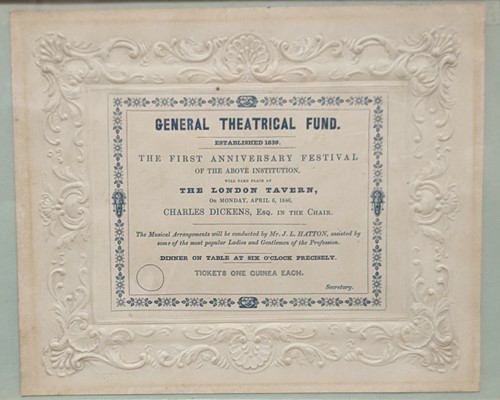 GENERAL THEATRICAL FUND.
ESTABLISHED 1839.
THE FIRST ANNIVERSARY FESTIVAL
OF THE ABOVE INSTITUTION,
WILL TAKE PLACE AT
THE LONDON TAVERN,
ON MONDAY, APRIL 6, 1846,
CHARLES DICKENS, ESQ. IN THE CHAIR.
The Musical Arrangements will be conducted by Mr. J. L. HATTON, assisted by
some of the most popular Ladies and Gentlemen of the Profession.
DINNER ON TABLE AT SIX O'CLOCK PRECISELY.
TICKETS ONE GUINEA EACH.
Secretary.